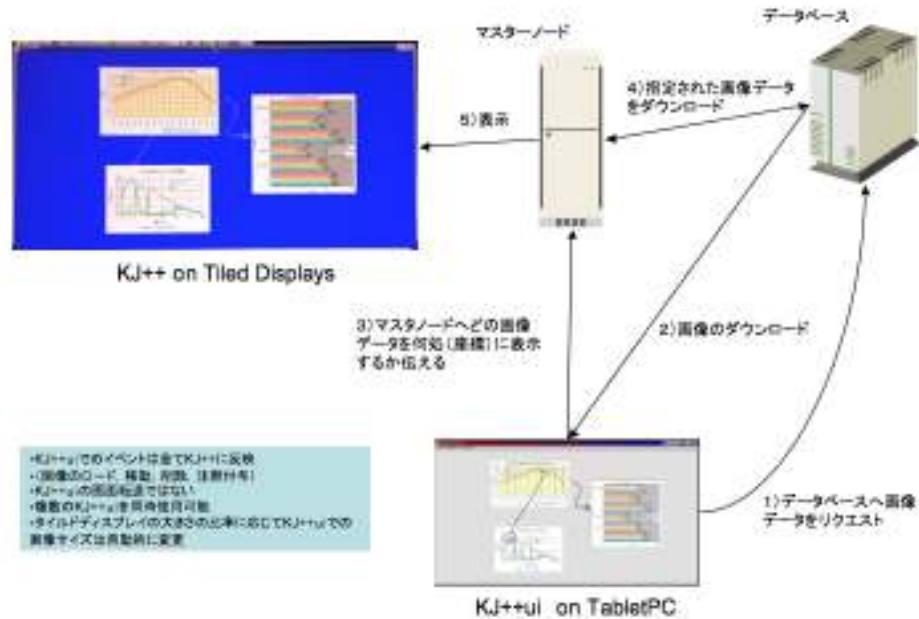 データベース
マスターノード
4）指定された画像データ
をダウンロード
5）表示
KJ++ on Tiled Displays
3）マスタノードへどの画像
データを何処（座標）に表示
するか伝える
2）画像のダウンロード
・KJ++uiでのイベントは全てKJ++に反映
・（画像のロード、移動、削除、注釈付与）
・KJ++uiの画面転送ではない
・複数のKJ++uiを同時使用可能
・タイルドディスプレイの大きさの比率に応じてKJ++uiでの
画像サイズは自動的に変更
1）データベースへ画像
データをリクエスト
KJ++ui on TabletPC